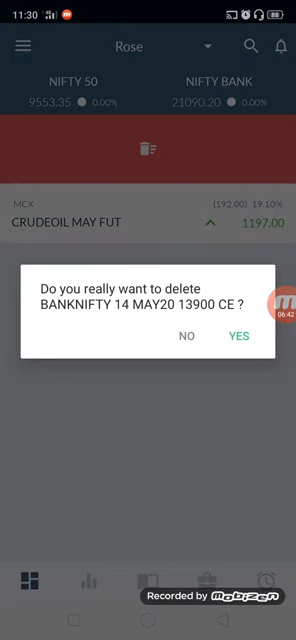 11:30
88
Rose
NIFTY 50
NIFTY BANK
9553.35 0.00%
21090.20 0.00%
MCX
(192.00) 19.10%
CRUDEOIL MAY FUT
1197.00
Do you really want to delete
BANKNIFTY 14 MAY20 13900 CE ?
NO
YES
06:42
Recorded by mobizen